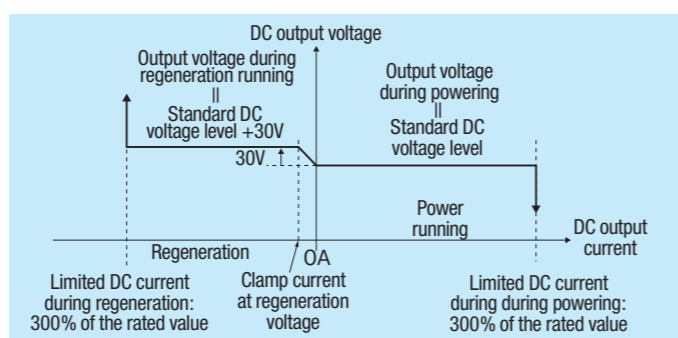 DC output voltage
Output voltage during
regeneration running
||
Standard DC
voltage level +30V
30V
Output voltage
during powering
||
Standard DC
voltage level
Power
running
DC output
current
Regeneration
0A
Limited DC current
during regeneration:
300% of the rated value
Clamp current
at regeneration
voltage
Limited DC current
during during powering:
300% of the rated value